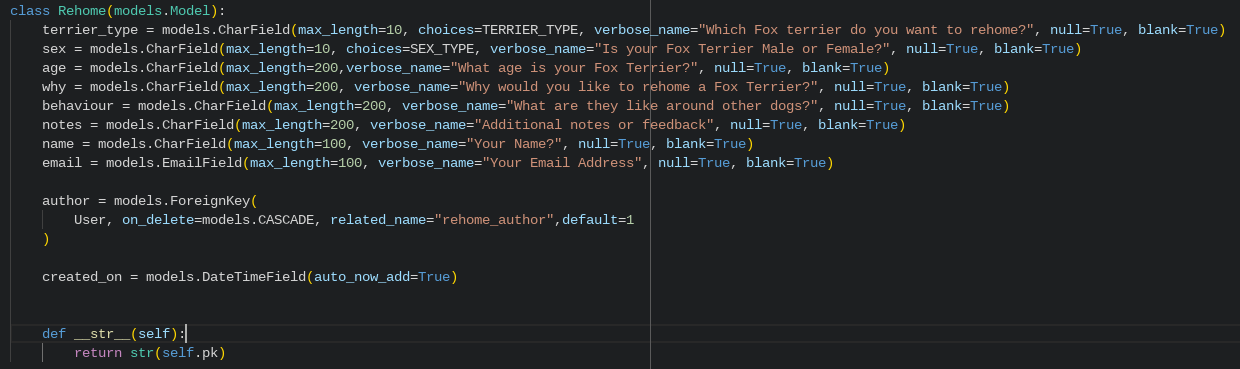 class Rehome(models.Model):
    terrier_type = models.CharField(max_length=10, choices=TERRIER_TYPE, verbose_name="Which Fox terrier do you want to rehome?", null=True, blank=True)
    sex = models.CharField(max_length=10, choices=SEX_TYPE, verbose_name="Is your Fox Terrier Male or Female?", null=True, blank=True)
    age = models.CharField(max_length=200,verbose_name="What age is your Fox Terrier?", null=True, blank=True)
    why = models.CharField(max_length=200, verbose_name="Why would you like to rehome a Fox Terrier?", null=True, blank=True)
    behaviour = models.CharField(max_length=200, verbose_name="What are they like around other dogs?", null=True, blank=True)
    notes = models.CharField(max_length=200, verbose_name="Additional notes or feedback", null=True, blank=True)
    name = models.CharField(max_length=100, verbose_name="Your Name?", null=True, blank=True)
    email = models.EmailField(max_length=100, verbose_name="Your Email Address", null=True, blank=True)
    author = models.ForeignKey(
        User, on_delete=models.CASCADE, related_name="rehome_author",default=1
    )
    created_on = models.DateTimeField(auto_now_add=True)
    def __str__(self):
        return str(self.pk)